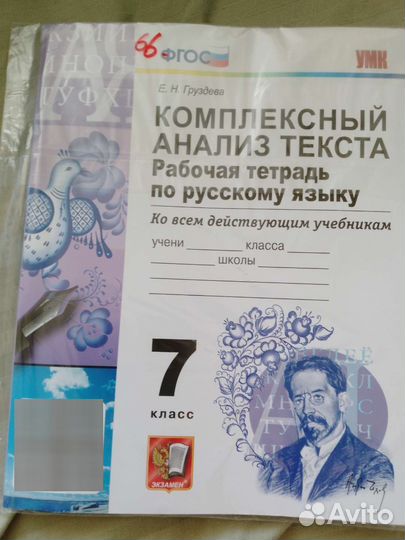 66
ФГОС
УМК
Е. Н. Груздева
КОМПЛЕКСНЫЙ
АНАЛИЗ ТЕКСТА
Рабочая тетрадь
по русскому языку
Ко всем действующим учебникам
учени класса
школы
7
класс
ЭКЗАМЕН
Avito